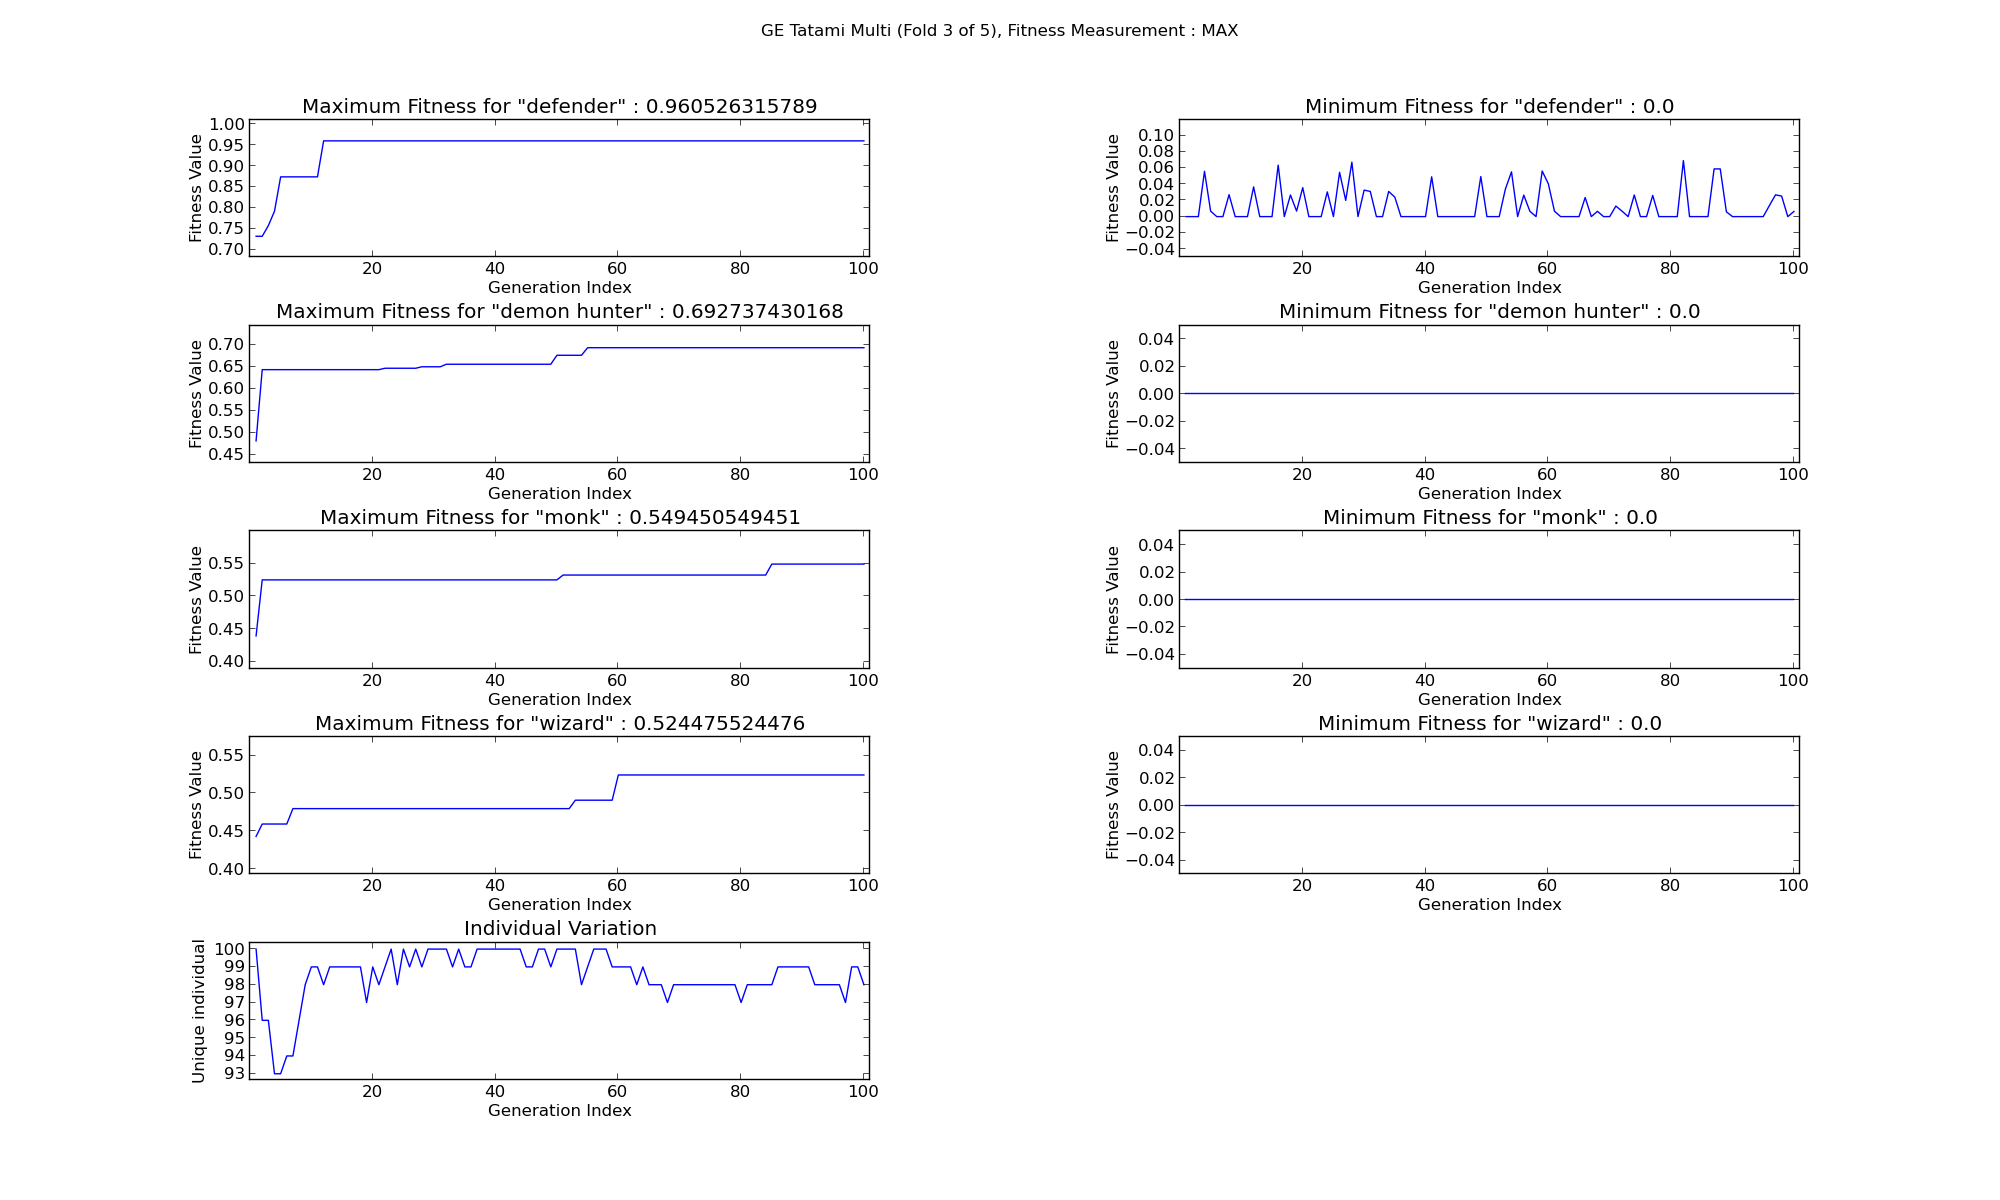 GE Tatami Multi (Fold 3 of 5), Fitness Measurement : MAX
Maximum Fitness for "defender" : 0.960526315789
Fitness Value
1.00
0.95
0.90
0.85
0.80
0.75
0.70
20 40 60 80 100
Generation Index
Minimum Fitness for "defender" : 0.0
Fitness Value
0.10
0.08
0.06
0.04
0.02
0.00
−0.02
−0.04
20 40 60 80 100
Generation Index
Maximum Fitness for "demon hunter" : 0.692737430168
Fitness Value
0.70
0.65
0.60
0.55
0.50
0.45
20 40 60 80 100
Generation Index
Minimum Fitness for "demon hunter" : 0.0
Fitness Value
0.04
0.02
0.00
−0.02
−0.04
20 40 60 80 100
Generation Index
Maximum Fitness for "monk" : 0.549450549451
Fitness Value
0.55
0.50
0.45
0.40
20 40 60 80 100
Generation Index
Minimum Fitness for "monk" : 0.0
Fitness Value
0.04
0.02
0.00
−0.02
−0.04
20 40 60 80 100
Generation Index
Maximum Fitness for "wizard" : 0.524475524476
Fitness Value
0.55
0.50
0.45
0.40
20 40 60 80 100
Generation Index
Minimum Fitness for "wizard" : 0.0
Fitness Value
0.04
0.02
0.00
−0.02
−0.04
20 40 60 80 100
Generation Index
Individual Variation
Unique individual
100
99
98
97
96
95
94
93
20 40 60 80 100
Generation Index